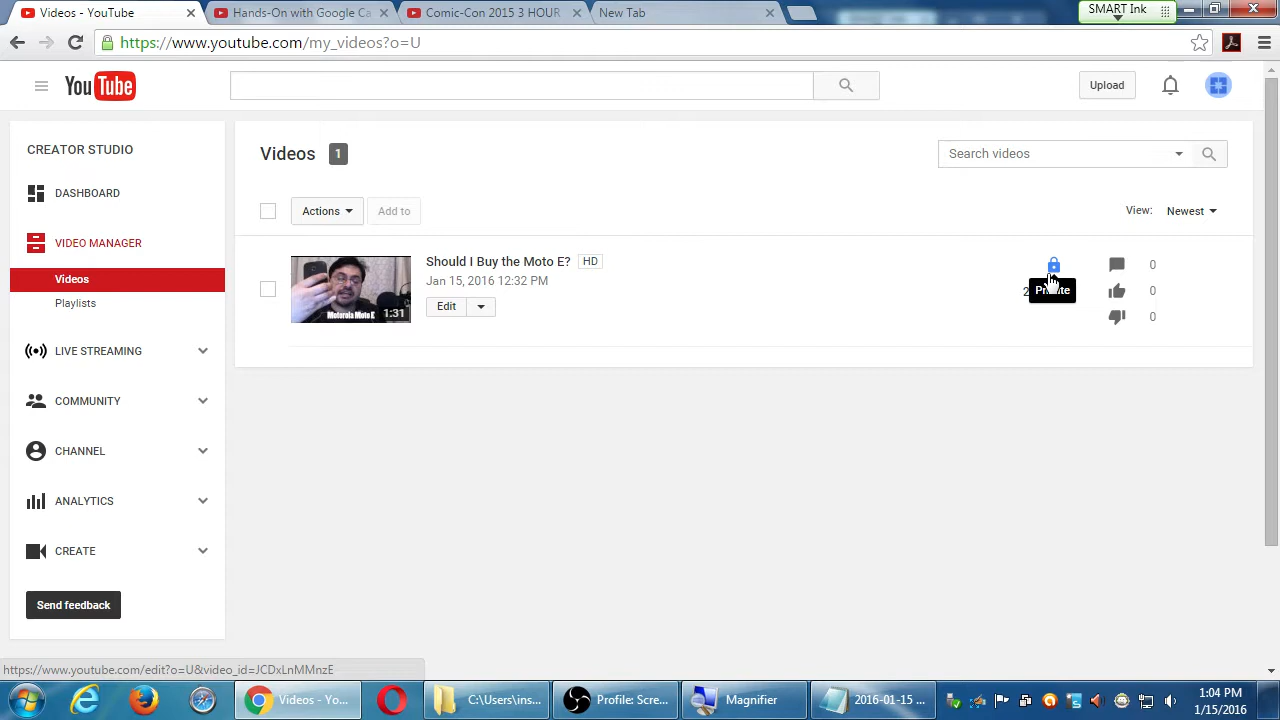 Videos - YouTube
Hands-On with Google Ca
Comic-Con 2015 3 HOUR
New Tab
SMART Ink
https://www.youtube.com/my_videos?o=U
YouTube
Upload
CREATOR STUDIO
DASHBOARD
VIDEO MANAGER
Videos
Playlists
LIVE STREAMING
COMMUNITY
CHANNEL
ANALYTICS
CREATE
Send feedback
Videos 1
Search videos
Actions
Add to
View: Newest
Should I Buy the Moto E? HD
Jan 15, 2016 12:32 PM
Edit
Motorola Moto E
1:31
Private
2
0
0
0
https://www.youtube.com/edit?o=U&video_id=JCDxLnMMnzE
Videos - Yo...
C:\Users\ins...
Profile: Scre...
Magnifier
2016-01-15 ...
1:04 PM
1/15/2016